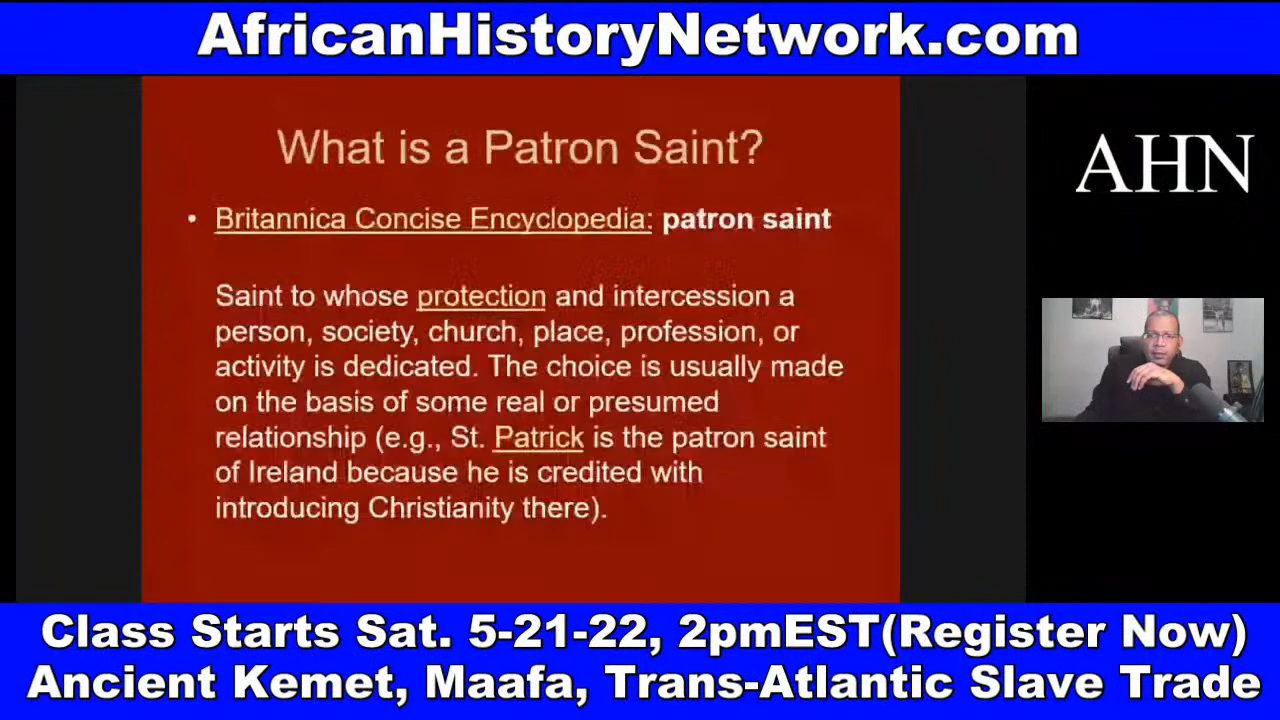 AfricanHistoryNetwork.com
What is a Patron Saint?
• Britannica Concise Encyclopedia: patron saint
Saint to whose protection and intercession a
person, society, church, place, profession, or
activity is dedicated. The choice is usually made
on the basis of some real or presumed
relationship (e.g., St. Patrick is the patron saint
of Ireland because he is credited with
introducing Christianity there).
AHN
Class Starts Sat. 5-21-22, 2pmEST(Register Now)
Ancient Kemet, Maafa, Trans-Atlantic Slave Trade